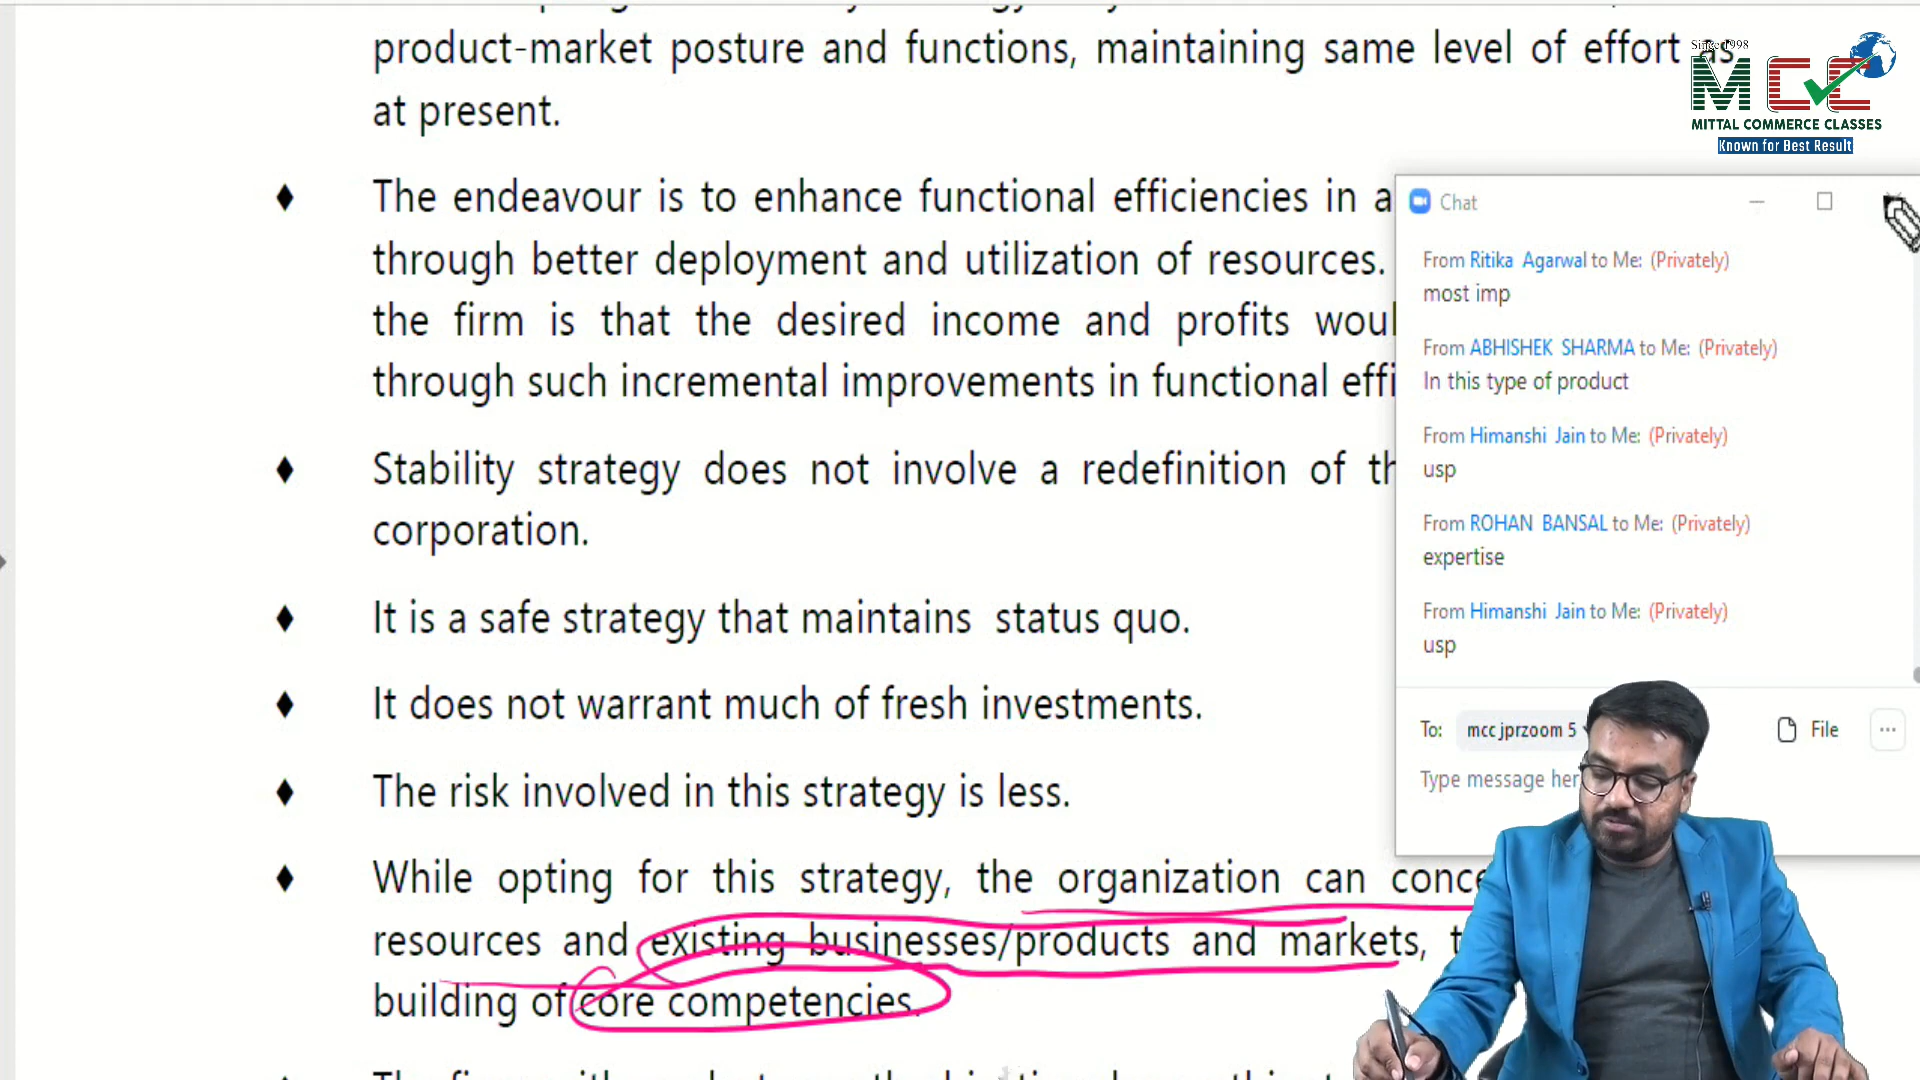 product-market posture and functions, maintaining same level of effort as
at present.
♦ The endeavour is to enhance functional efficiencies in a
through better deployment and utilization of resources.
the firm is that the desired income and profits
through such incremental improvements in functional
♦ Stability strategy does not involve a redefinition of
corporation.
♦ It is a safe strategy that maintains status quo.
♦ It does not warrant much of fresh investments.
♦ The risk involved in this strategy is less.
♦ While opting for this strategy, the organization can
resources and existing businesses/products and markets,
building of core competencies.
Since 1998
MCC
MITTAL COMMERCE CLASSES
Known for Best Result
Chat
From Ritika Agarwal to Me: (Privately)
most imp
From ABHISHEK SHARMA to Me: (Privately)
In this type of product
From Himanshi Jain to Me: (Privately)
usp
From ROHAN BANSAL to Me: (Privately)
expertise
From Himanshi Jain to Me: (Privately)
usp
To: mcc jprzoom 5
File
Type message